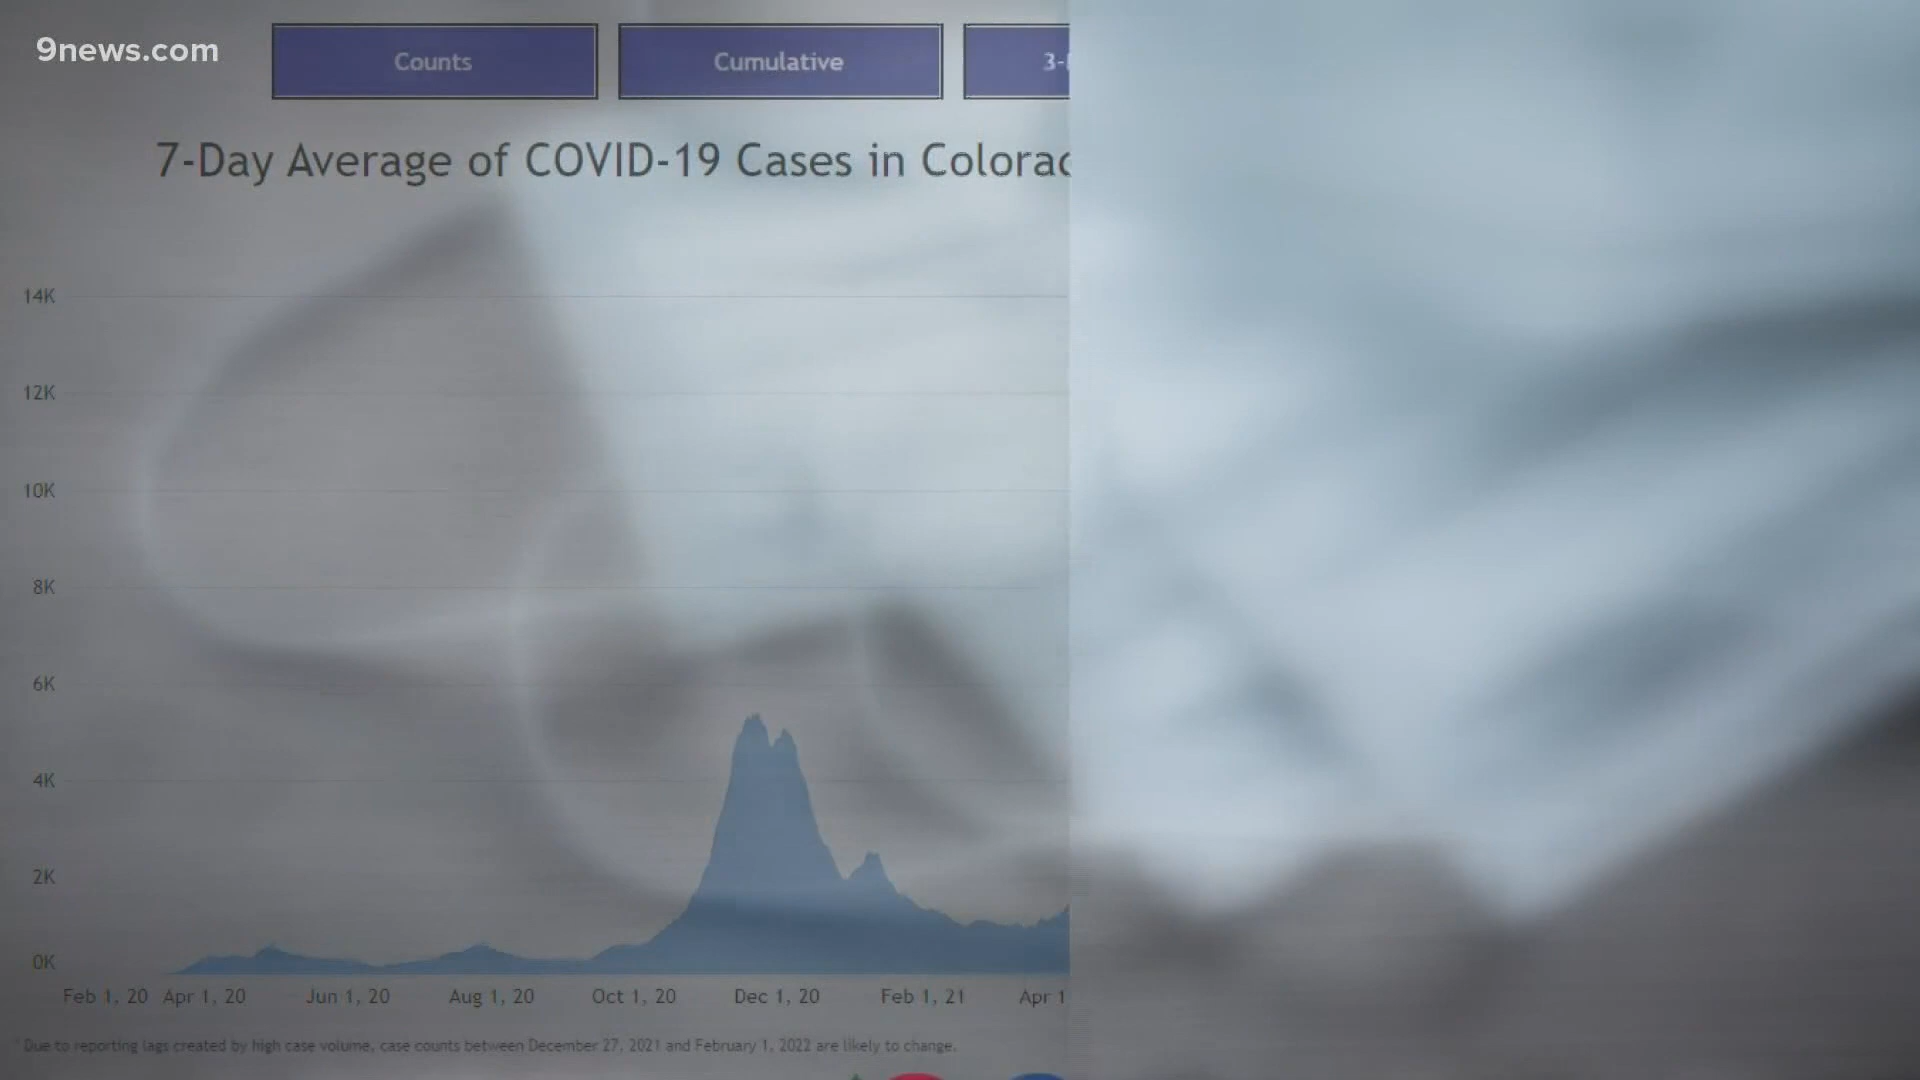 9news.com
Counts
Cumulative
3-
7-Day Average of COVID-19 Cases in Colorad
14K
12K
10K
8K
6K
4K
2K
0K
Feb 1, 20 Apr 1, 20 Jun 1, 20 Aug 1, 20 Oct 1, 20 Dec 1, 20 Feb 1, 21 Apr 1
* Due to reporting lags created by high case volume, case counts between December 27, 2021 and February 1, 2022 are likely to change.